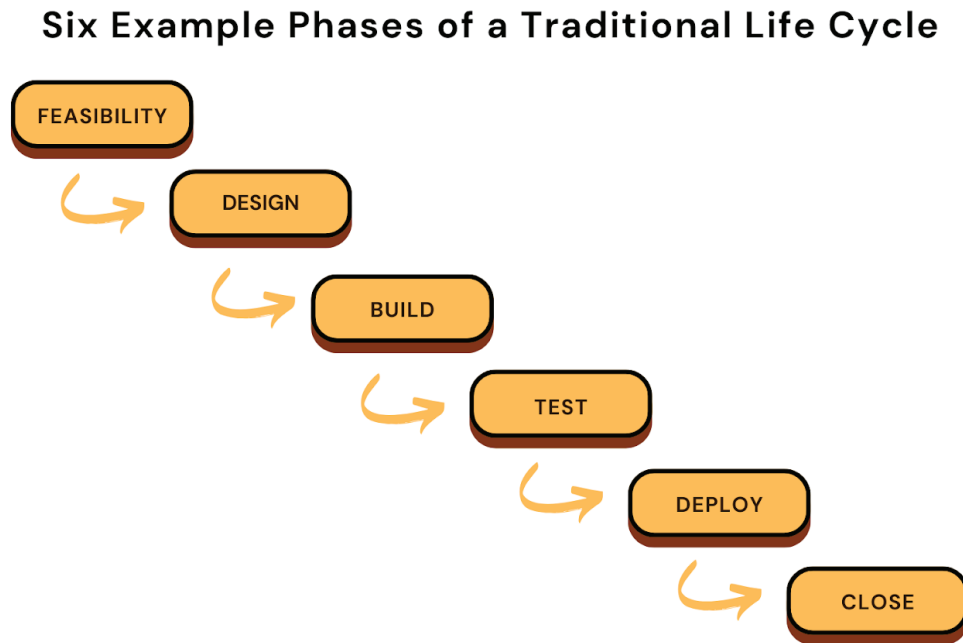 Six Example Phases of a Traditional Life Cycle
FEASIBILITY
DESIGN
BUILD
TEST
DEPLOY
CLOSE